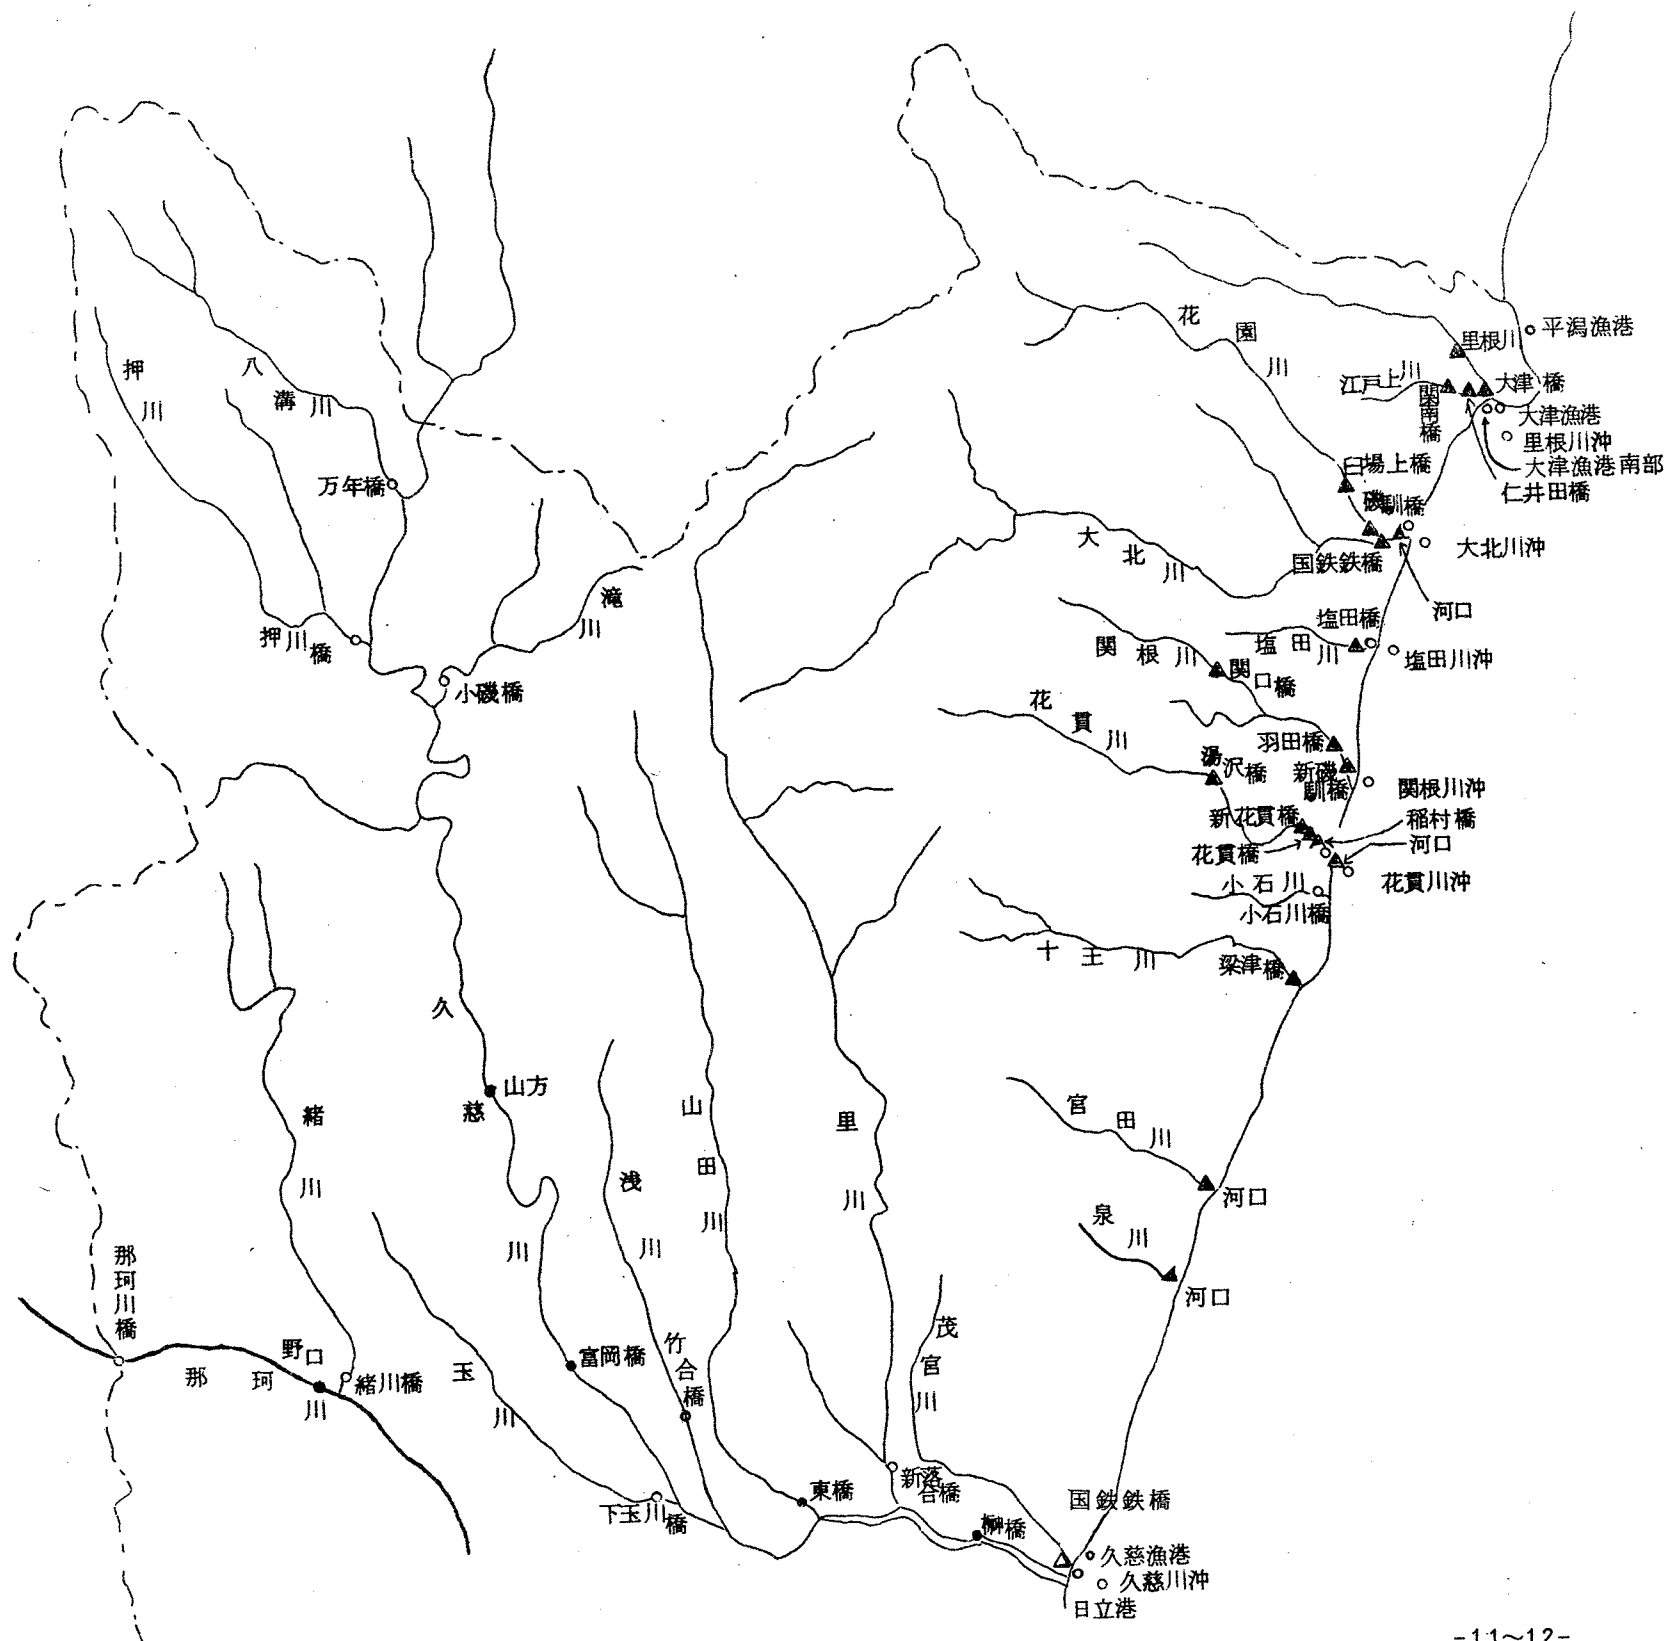 花園川
平潟漁港
里根川
江戸上川
大津橋
関南橋
大津漁港
里根川沖
大津漁港南部
仁井田橋
臼場上橋
磯馴橋
大北川
国鉄鉄橋
大北川沖
河口
押川
八溝川
万年橋
押川橋
滝川
小磯橋
塩田橋
関根川
塩田川
塩田川沖
関口橋
花貫川
羽田橋
湯沢橋
新磯馴橋
関根川沖
新花貫橋
稲村橋
花貫橋
河口
花貫川沖
小石川
小石川橋
十王川
梁津橋
久慈川
山方
緒川
浅川
山田川
里川
宮田川
河口
泉川
河口
那珂川橋
野口
那珂川
緒川橋
玉川
富岡橋
竹合橋
茂宮川
下玉川橋
東橋
新落合橋
榊橋
国鉄鉄橋
久慈漁港
久慈川沖
日立港
-11～12-